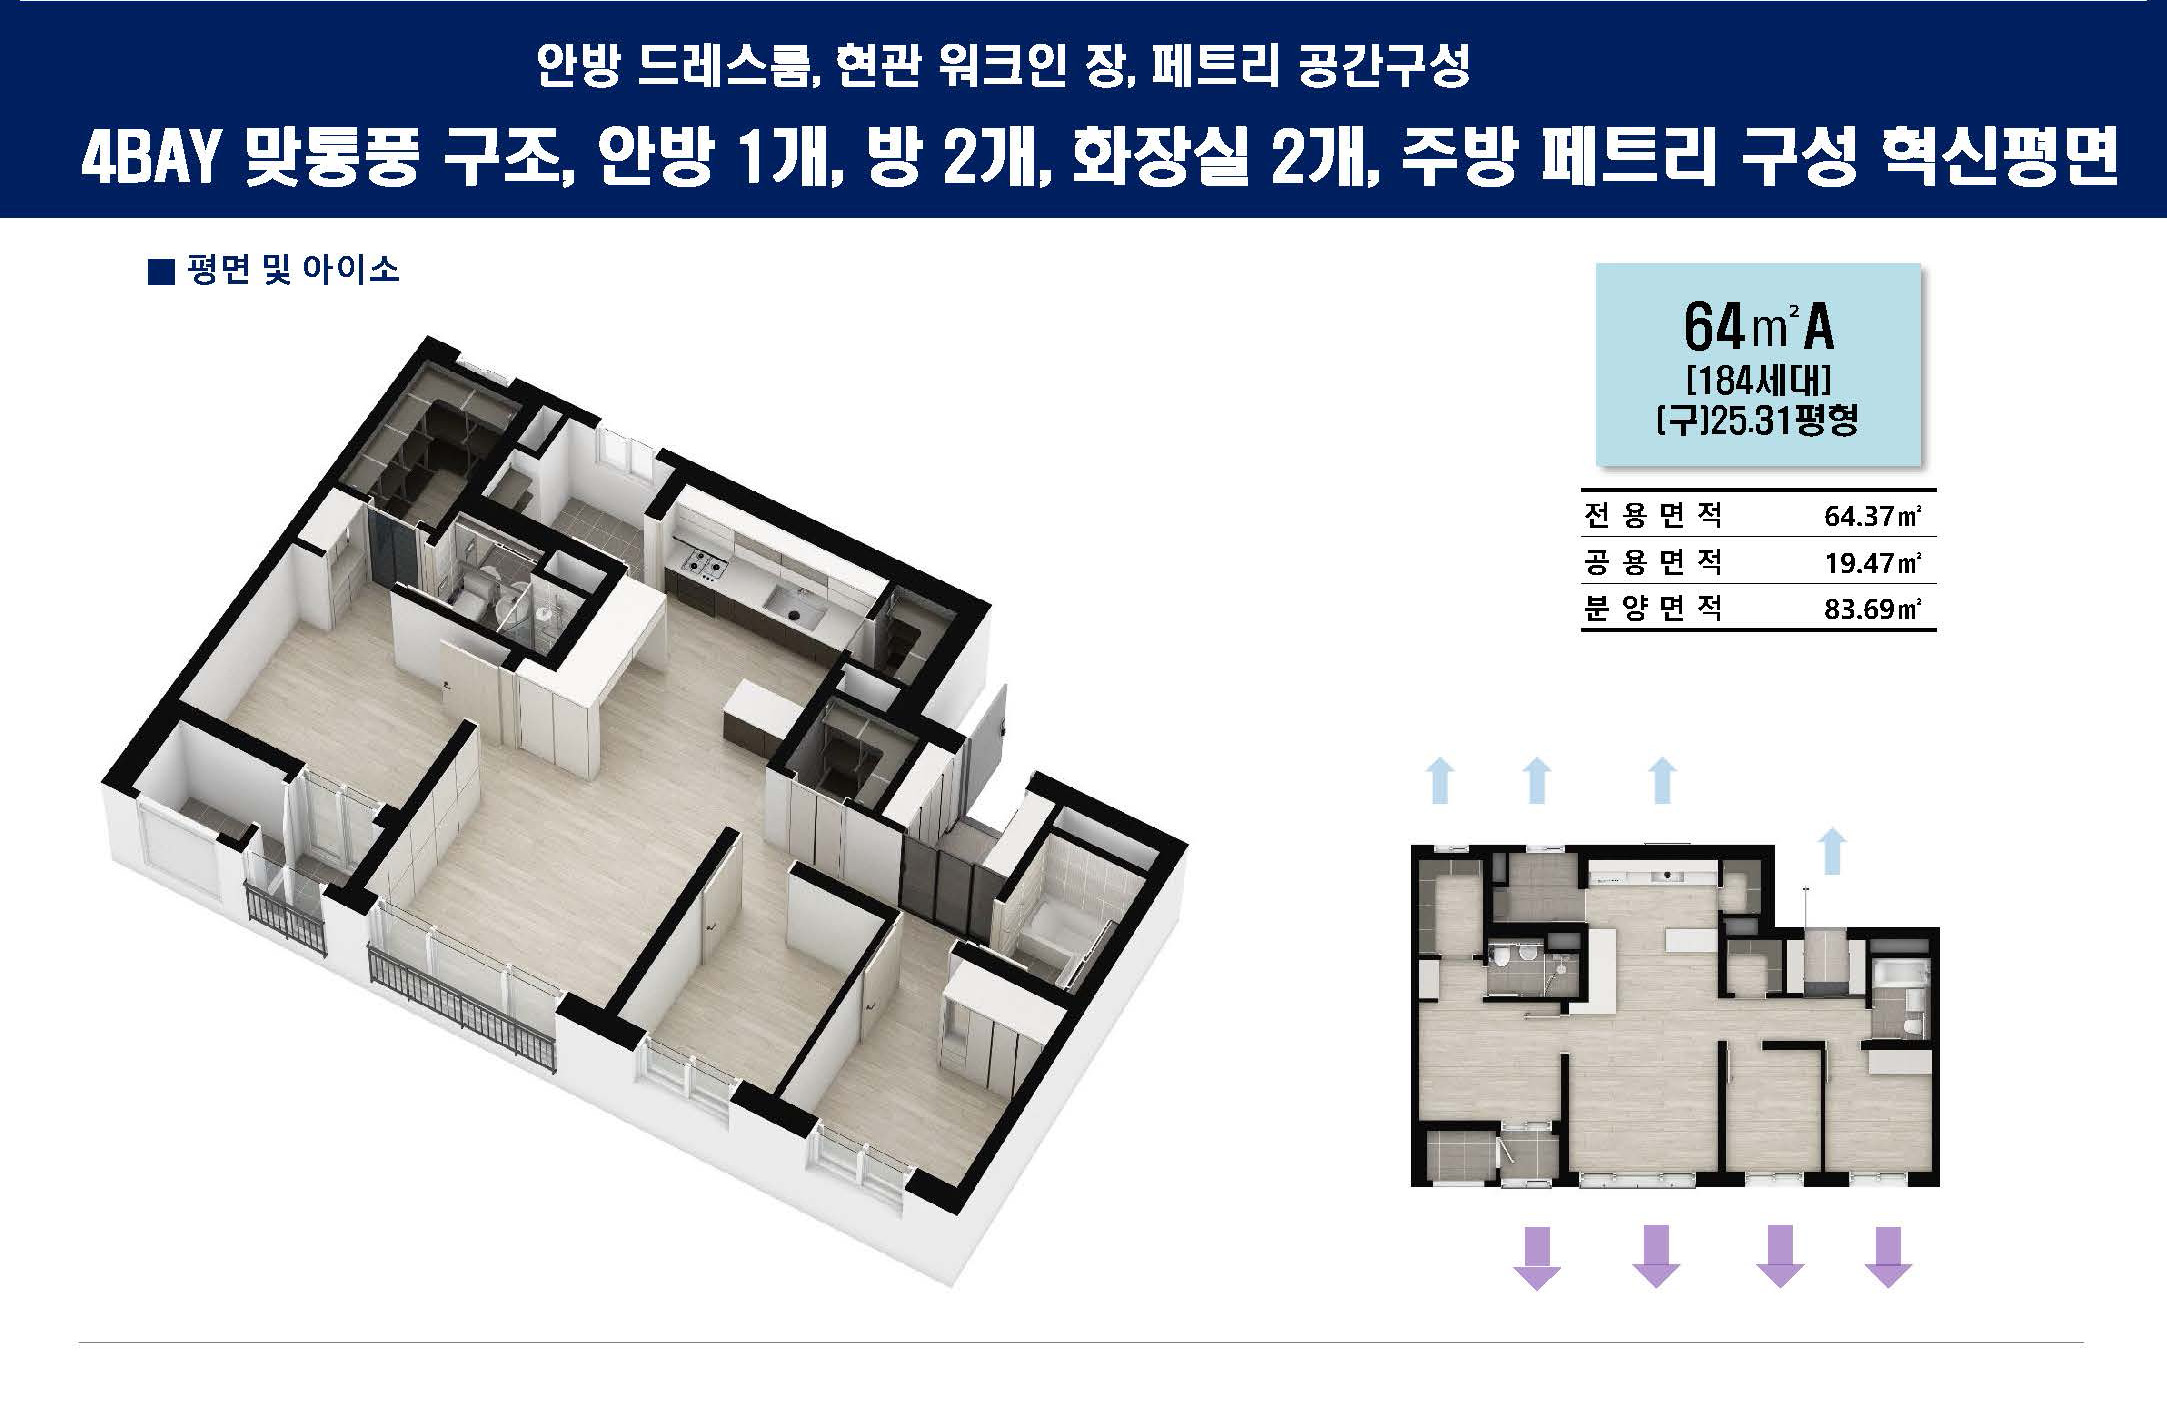 안방 드레스룸, 현관 워크인 장, 페트리 공간구성
4BAY 맞통풍 구조, 안방 1개, 방 2개, 화장실 2개, 주방 페트리 구성 혁신평면
■ 평면 및 아이소
64㎡A
[184세대]
(구)25.31평형
전용면적 64.37㎡
공용면적 19.47㎡
분양면적 83.69㎡